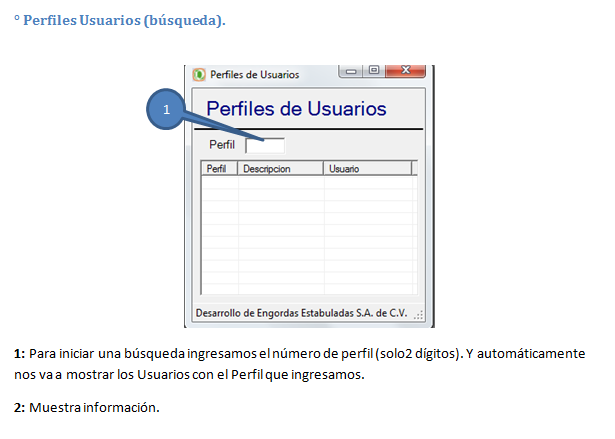 ° Perfiles Usuarios (búsqueda).
Perfiles de Usuarios
Perfiles de Usuarios
1
Perfil
Perfil Descripcion Usuario
Desarrollo de Engordas Estabuladas S.A. de C.V.
1: Para iniciar una búsqueda ingresamos el número de perfil (solo2 dígitos). Y automáticamente
nos va a mostrar los Usuarios con el Perfil que ingresamos.
2: Muestra información.